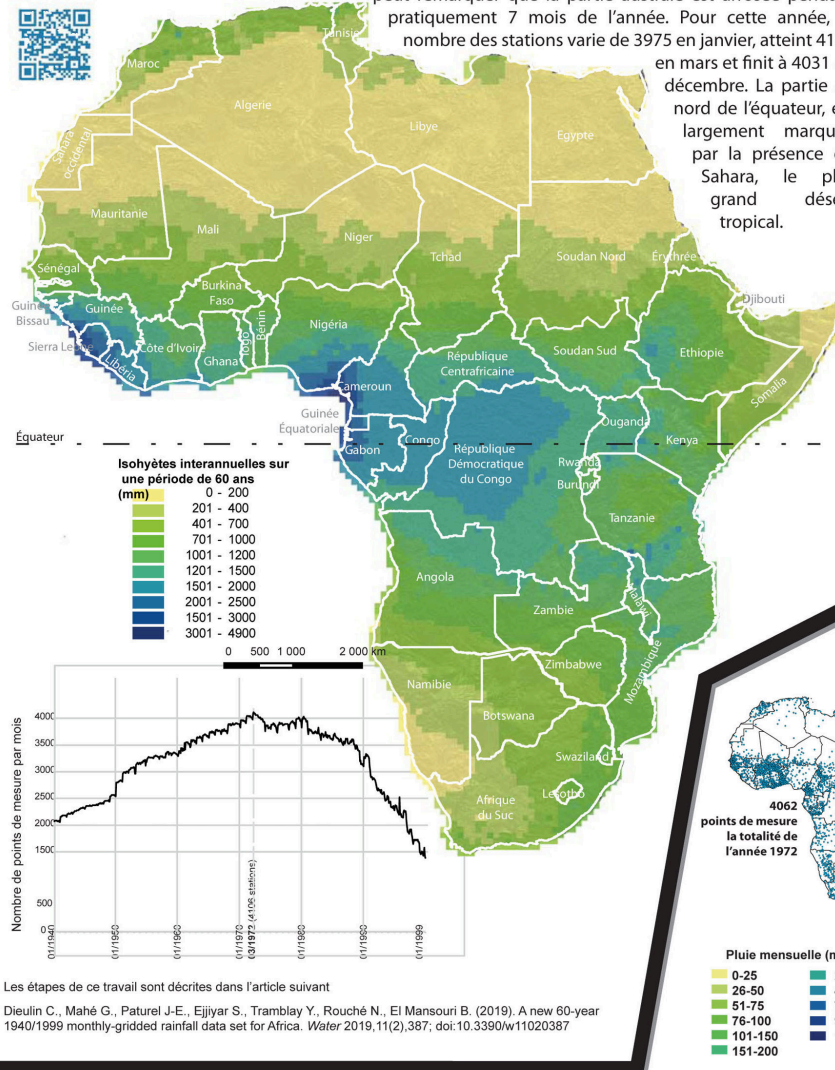 peut remarquer que la partie australe est arrosée
pratiquement 7 mois de l'année. Pour cette année,
nombre des stations varie de 3975 en janvier, atteint
en mars et finit à 4031
décembre. La partie
nord de l'équateur,
largement
par la présence
Sahara, le
grand
tropical.
Tunisie
Maroc
Algerie
Libye
Egypte
Sahara
occidental
Mauritanie
Mali
Niger
Tchad
Soudan Nord
Érythrée
Sénégal
Burkina
Faso
Djibouti
Guinée
Bissau
Guinée
Bénin
Nigéria
Sierra Leone
Côte d'Ivoire
Togo
Ghana
Libéria
République
Centrafricaine
Soudan Sud
Ethiopie
Cameroun
Somalia
Guinée
Équatoriale
Ouganda
Équateur
Gabon
Congo
République
Démocratique
du Congo
Kenya
Rwanda
Burundi
Tanzanie
Isohyètes interannuelles sur
une période de 60 ans
(mm)
0 - 200
201 - 400
401 - 700
701 - 1000
1001 - 1200
1201 - 1500
1501 - 2000
2001 - 2500
1501 - 3000
3001 - 4900
Angola
Malawi
Zambie
Mozambique
Zimbabwe
Namibie
Botswana
Swaziland
Lesotho
Afrique
du Suc
0 500 1 000 2 000 km
Nombre de points de mesure par mois
4000
3500
3000
2500
2000
1500
500
0
01/1940
01/1950
01/1960
01/1970
03/1972 (4106 stations)
01/1980
01/1990
01/1999
4062
points de mesure
la totalité de
l'année 1972
Pluie mensuelle
0-25
26-50
51-75
76-100
101-150
151-200
Les étapes de ce travail sont décrites dans l'article suivant
Dieulin C., Mahé G., Paturel J-E., Ejjiyar S., Tramblay Y., Rouché N., El Mansouri B. (2019). A new 60-year
1940/1999 monthly-gridded rainfall data set for Africa. Water 2019,11(2),387; doi:10.3390/w11020387